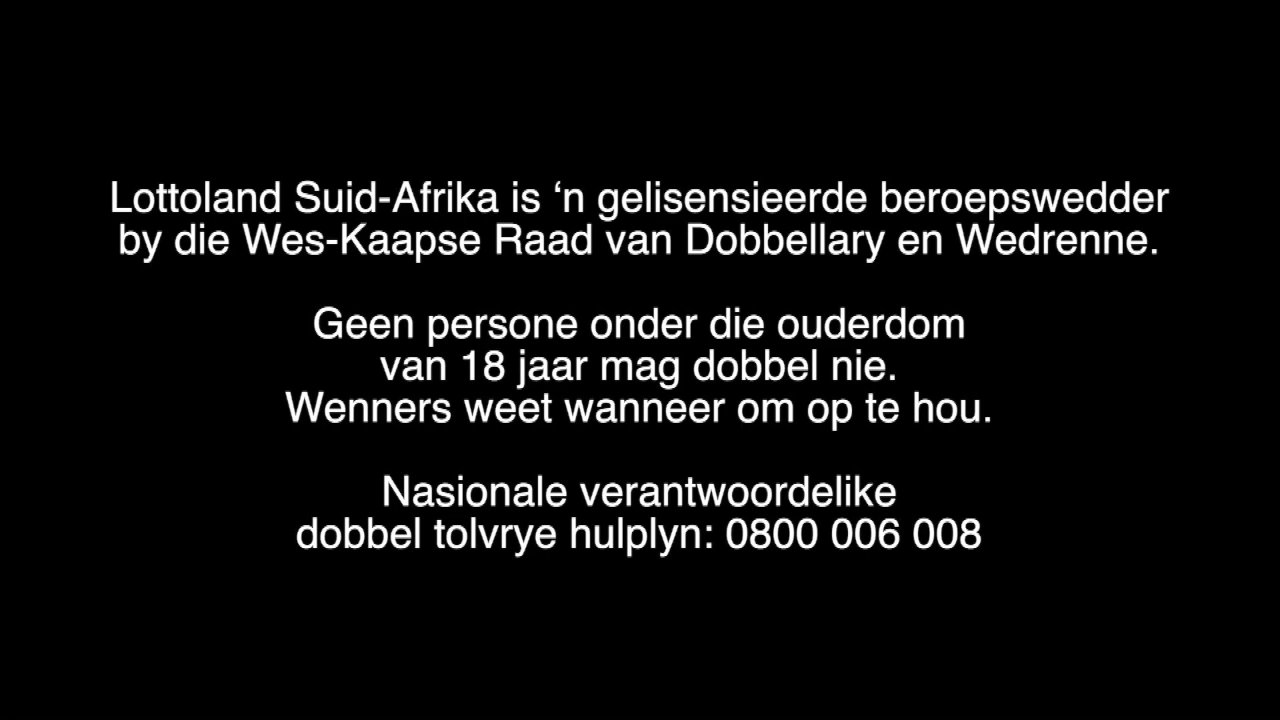 Lottoland Suid-Afrika is ‘n gelisensieerde beroepswedder
by die Wes-Kaapse Raad van Dobbellary en Wedrenne.
Geen persone onder die ouderdom
van 18 jaar mag dobbel nie.
Wenners weet wanneer om op te hou.
Nasionale verantwoordelike
dobbel tolvrye hulplyn: 0800 006 008